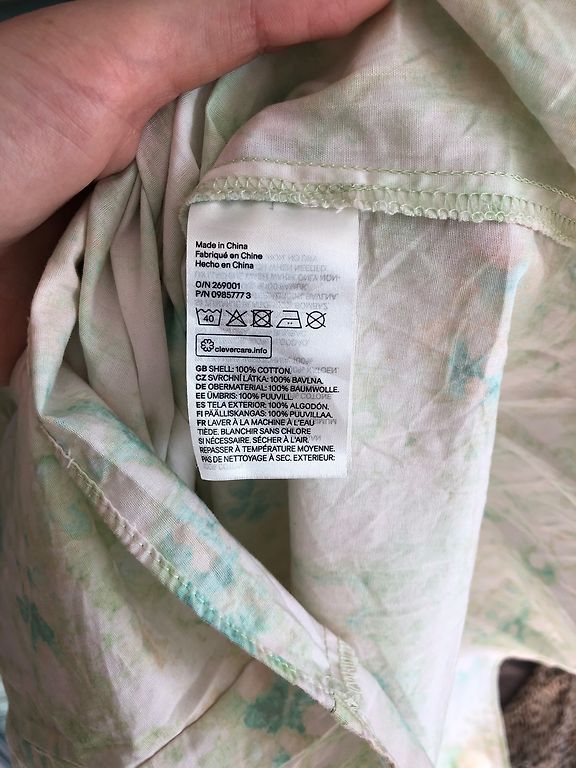 Made in China
Fabriqué en Chine
Hecho en China
O/N 269001
P/N 0985777 3
40
clevercare.info
GB SHELL: 100% COTTON.
CZ SVRCHNÍ LÁTKA: 100% BAVLNA.
DE OBERMATERIAL: 100% BAUMWOLLE.
EE ÜMBRIS: 100% PUUVILL.
ES TELA EXTERIOR: 100% ALGODÓN.
FI PÄÄLLISKANGAS: 100% PUUVILLAA.
FR LAVER À LA MACHINE À L'EAU
TIÈDE. BLANCHIR SANS CHLORE
SI NÉCESSAIRE. SÉCHER À L'AIR.
REPASSER À TEMPÉRATURE MOYENNE.
PAS DE NETTOYAGE À SEC. EXTERIEUR: